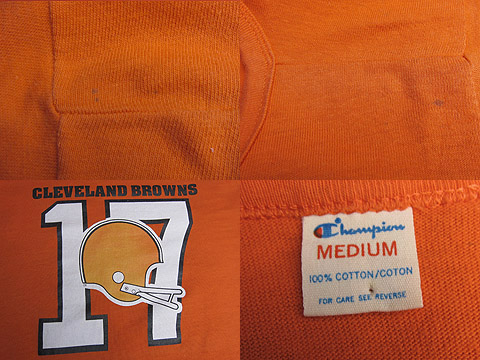 CLEVELAND BROWNS
17
Champion
MEDIUM
100% COTTON/COTON
FOR CARE SEE REVERSE